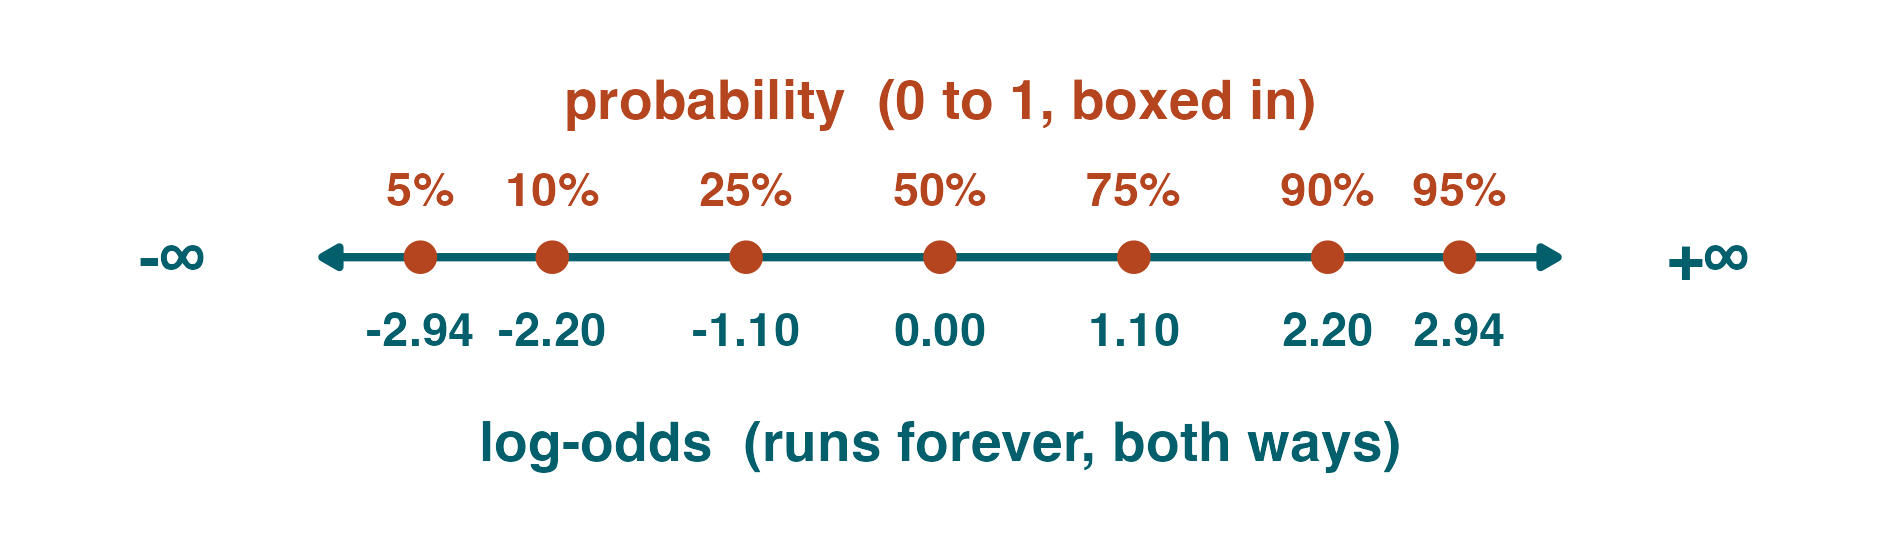 probability (0 to 1, boxed in)
5% 10% 25% 50% 75% 90% 95%
-∞ +∞
-2.94 -2.20 -1.10 0.00 1.10 2.20 2.94
log-odds (runs forever, both ways)